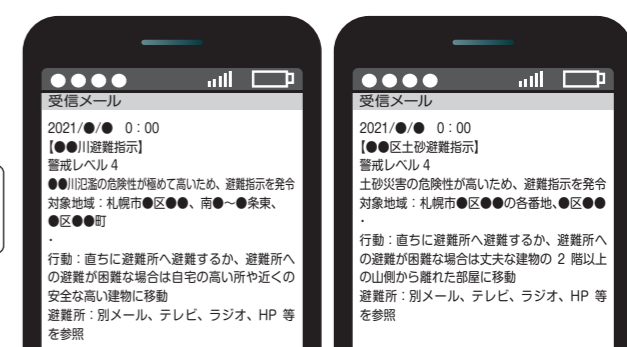 受信メール
2021/●/● 0:00
【●●川避難指示】
警戒レベル4
●●川氾濫の危険性が極めて高いため、避難指示を発令
対象地域：札幌市●区●●、南●～●条東、
●区●●町
・
行動：直ちに避難所へ避難するか、避難所へ
の避難が困難な場合は自宅の高い所や近くの
安全な高い建物に移動
避難所：別メール、テレビ、ラジオ、HP 等
を参照
受信メール
2021/●/● 0:00
【●●区土砂避難指示】
警戒レベル4
土砂災害の危険性が高いため、避難指示を発令
対象地域：札幌市●区●●の各番地、●区●●
・
行動：直ちに避難所へ避難するか、避難所へ
の避難が困難な場合は丈夫な建物の 2 階以上
の山側から離れた部屋に移動
避難所：別メール、テレビ、ラジオ、HP 等
を参照